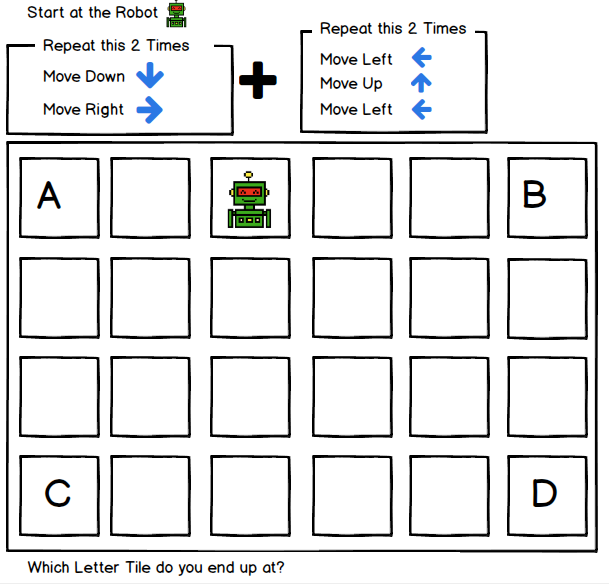 Start at the Robot
Repeat this 2 Times
Move Down
Move Right
Repeat this 2 Times
Move Left
Move Up
Move Left
A
B
C
D
Which Letter Tile do you end up at?